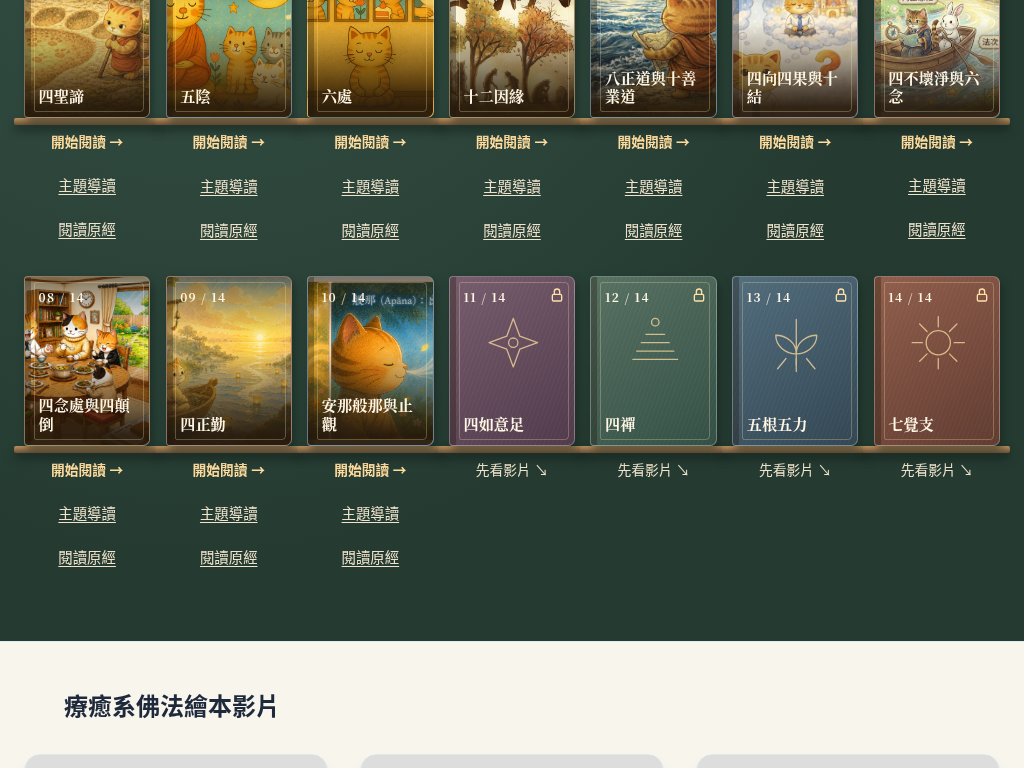 四聖諦
五陰
六處
十二因緣
八正道與十善
業道
四向四果與十
結
四不壞淨與六
念
開始閱讀 →
開始閱讀 →
開始閱讀 →
開始閱讀 →
開始閱讀 →
開始閱讀 →
開始閱讀 →
主題導讀
主題導讀
主題導讀
主題導讀
主題導讀
主題導讀
主題導讀
閱讀原經
閱讀原經
閱讀原經
閱讀原經
閱讀原經
閱讀原經
閱讀原經
08 / 14
四念處與四顛
倒
09 / 14
四正勤
10 / 14
般那 (Apāna) :
安那般那與止
觀
11 / 14
四如意足
12 / 14
四禪
13 / 14
五根五力
14 / 14
七覺支
開始閱讀 →
開始閱讀 →
開始閱讀 →
先看影片 ↘
先看影片 ↘
先看影片 ↘
先看影片 ↘
主題導讀
主題導讀
主題導讀
閱讀原經
閱讀原經
閱讀原經
療癒系佛法繪本影片